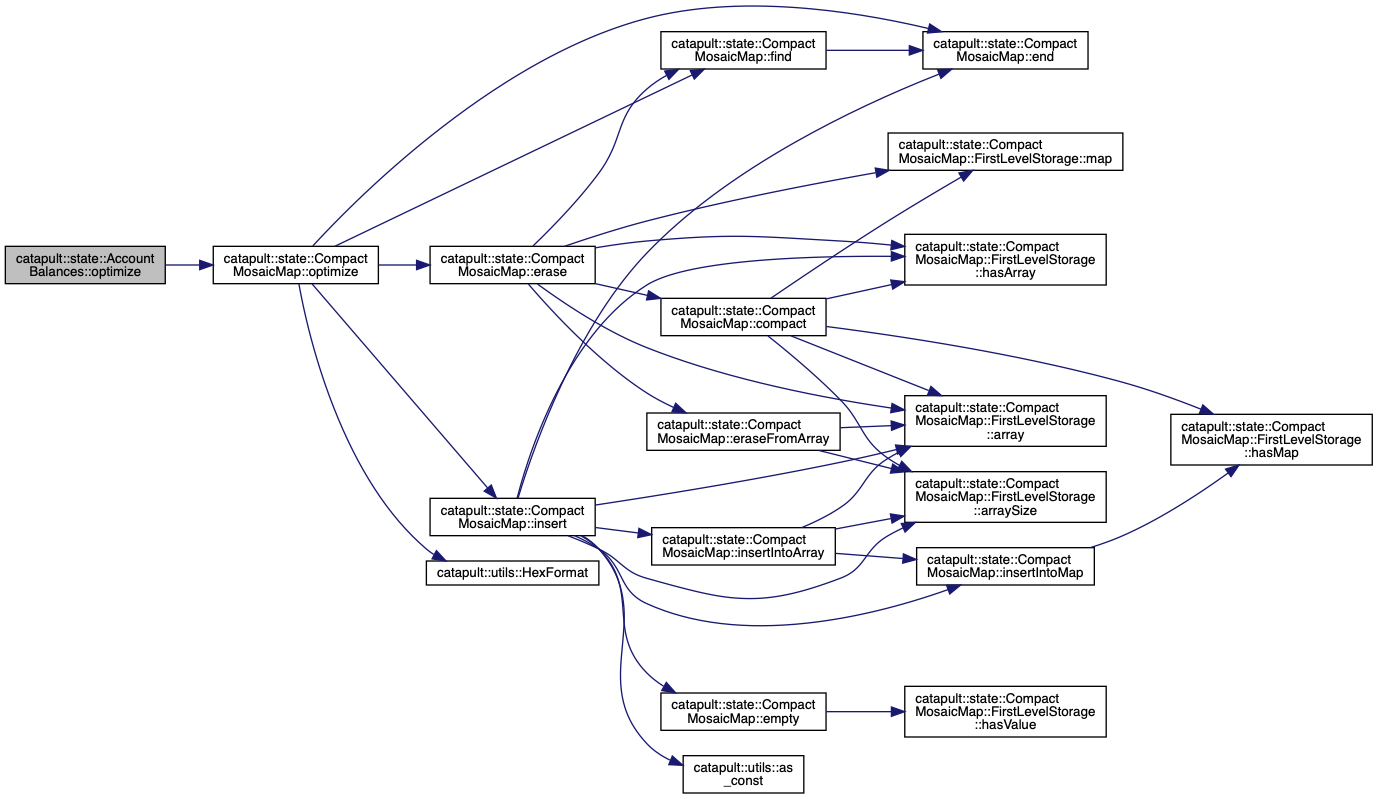 catapult::state::Account
Balances::optimize
catapult::state::Compact
MosaicMap::optimize
catapult::state::Compact
MosaicMap::erase
catapult::state::Compact
MosaicMap::insert
catapult::utils::HexFormat
catapult::state::Compact
MosaicMap::find
catapult::state::Compact
MosaicMap::compact
catapult::state::Compact
MosaicMap::eraseFromArray
catapult::state::Compact
MosaicMap::insertIntoArray
catapult::state::Compact
MosaicMap::empty
catapult::utils::as
_const
catapult::state::Compact
MosaicMap::end
catapult::state::Compact
MosaicMap::FirstLevelStorage::map
catapult::state::Compact
MosaicMap::FirstLevelStorage
::hasArray
catapult::state::Compact
MosaicMap::FirstLevelStorage
::array
catapult::state::Compact
MosaicMap::FirstLevelStorage
::arraySize
catapult::state::Compact
MosaicMap::insertIntoMap
catapult::state::Compact
MosaicMap::FirstLevelStorage
::hasValue
catapult::state::Compact
MosaicMap::FirstLevelStorage
::hasMap